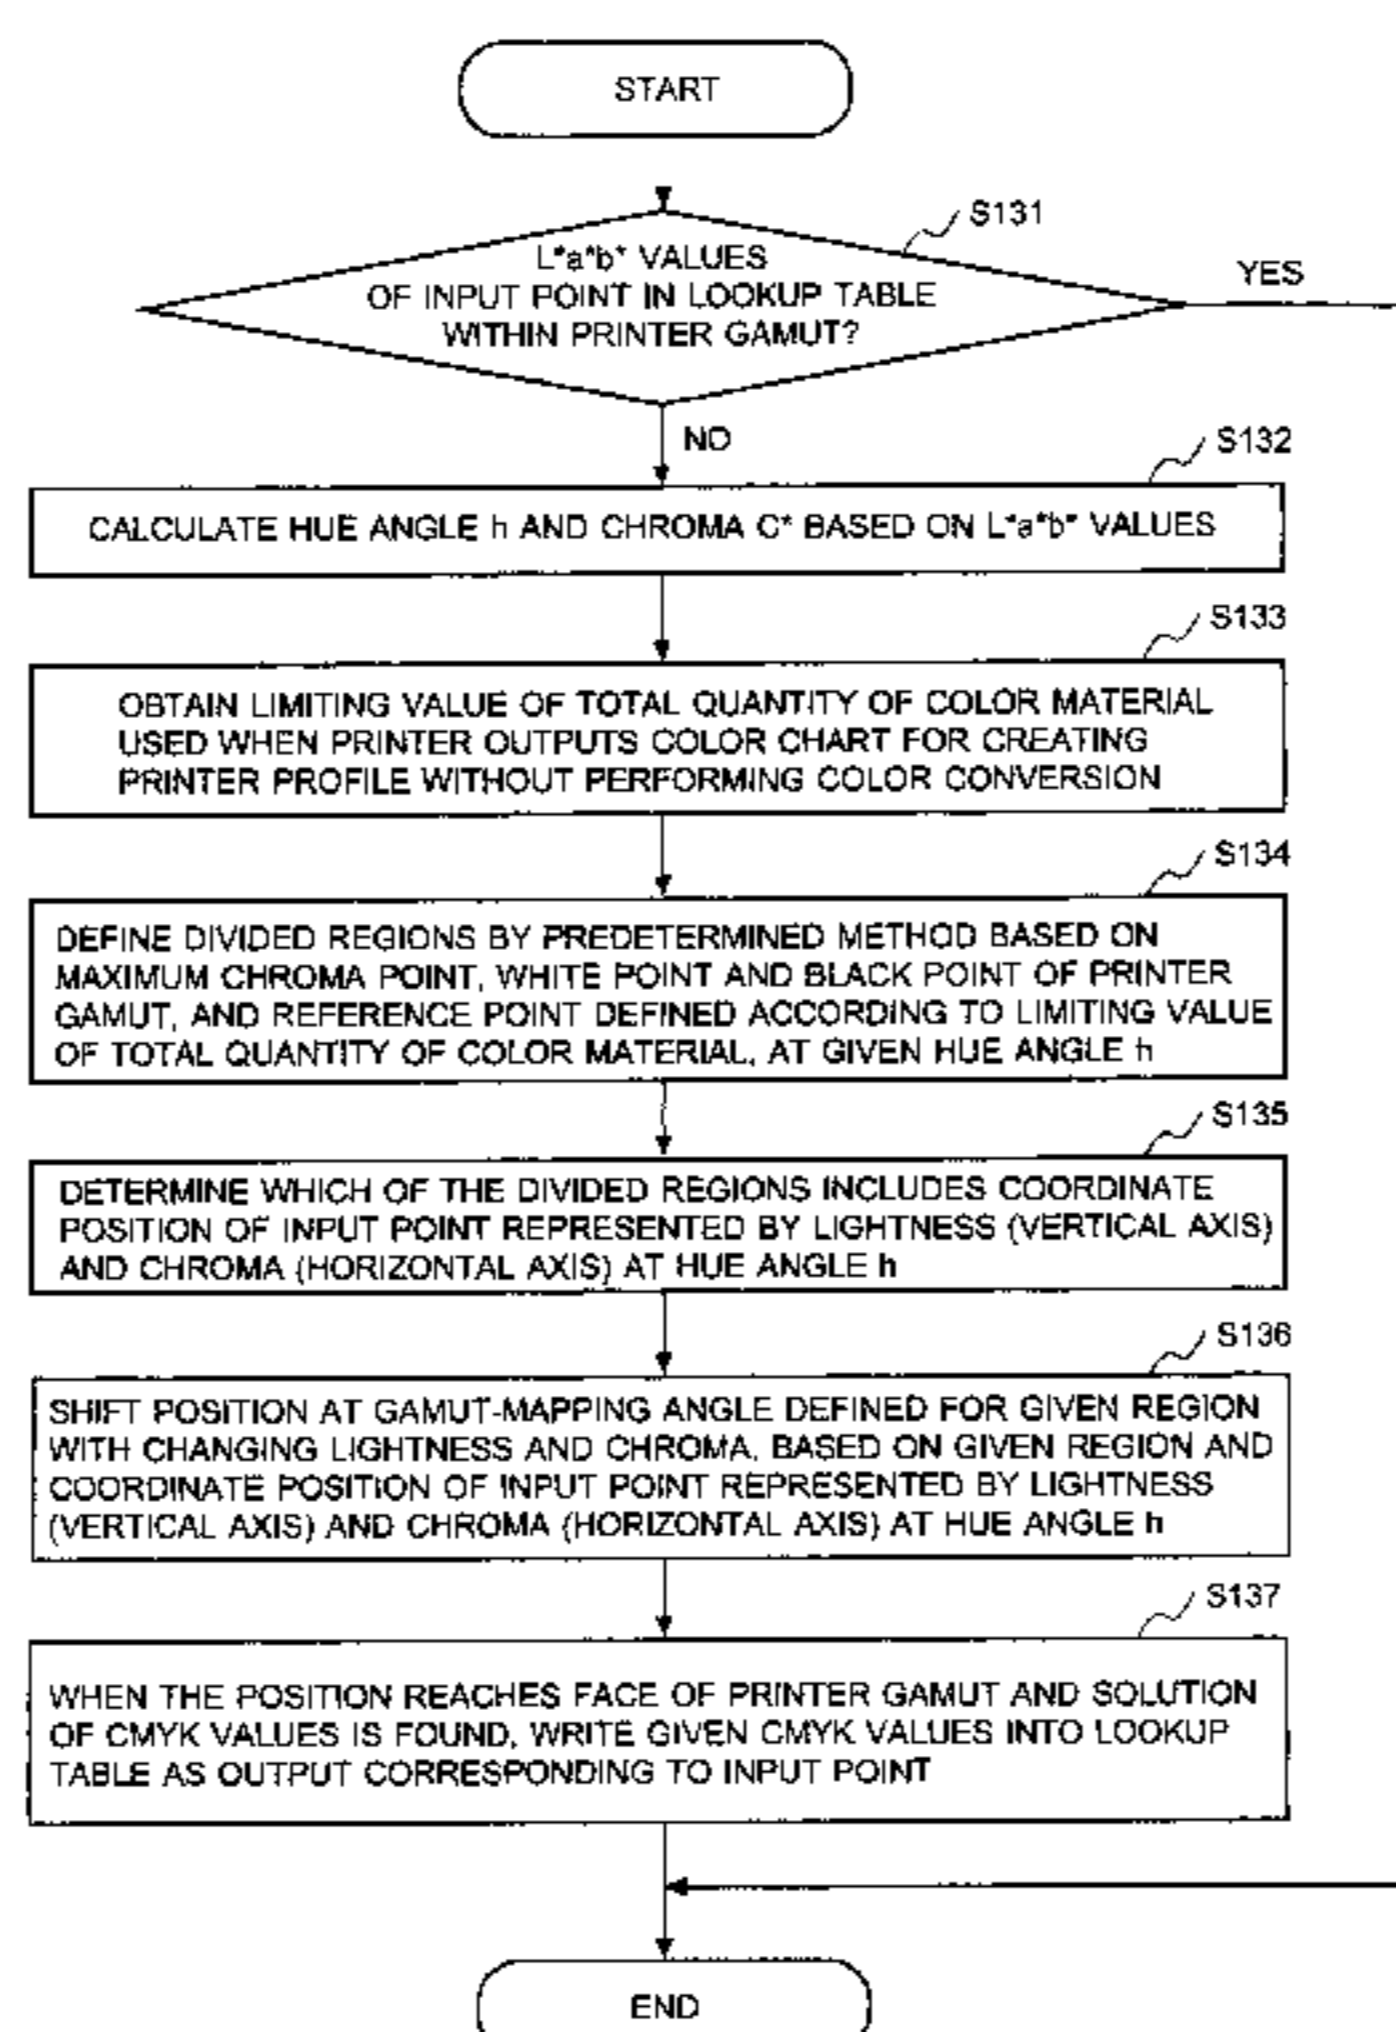 START
S131
L*a*b* VALUES
OF INPUT POINT IN LOOKUP TABLE
WITHIN PRINTER GAMUT?
YES
NO
S132
CALCULATE HUE ANGLE h AND CHROMA C* BASED ON L*a*b* VALUES
S133
OBTAIN LIMITING VALUE OF TOTAL QUANTITY OF COLOR MATERIAL
USED WHEN PRINTER OUTPUTS COLOR CHART FOR CREATING
PRINTER PROFILE WITHOUT PERFORMING COLOR CONVERSION
S134
DEFINE DIVIDED REGIONS BY PREDETERMINED METHOD BASED ON
MAXIMUM CHROMA POINT, WHITE POINT AND BLACK POINT OF PRINTER
GAMUT, AND REFERENCE POINT DEFINED ACCORDING TO LIMITING VALUE
OF TOTAL QUANTITY OF COLOR MATERIAL, AT GIVEN HUE ANGLE h
S135
DETERMINE WHICH OF THE DIVIDED REGIONS INCLUDES COORDINATE
POSITION OF INPUT POINT REPRESENTED BY LIGHTNESS (VERTICAL AXIS)
AND CHROMA (HORIZONTAL AXIS) AT HUE ANGLE h
S136
SHIFT POSITION AT GAMUT-MAPPING ANGLE DEFINED FOR GIVEN REGION
WITH CHANGING LIGHTNESS AND CHROMA, BASED ON GIVEN REGION AND
COORDINATE POSITION OF INPUT POINT REPRESENTED BY LIGHTNESS
(VERTICAL AXIS) AND CHROMA (HORIZONTAL AXIS) AT HUE ANGLE h
S137
WHEN THE POSITION REACHES FACE OF PRINTER GAMUT AND SOLUTION
OF CMYK VALUES IS FOUND, WRITE GIVEN CMYK VALUES INTO LOOKUP
TABLE AS OUTPUT CORRESPONDING TO INPUT POINT
END